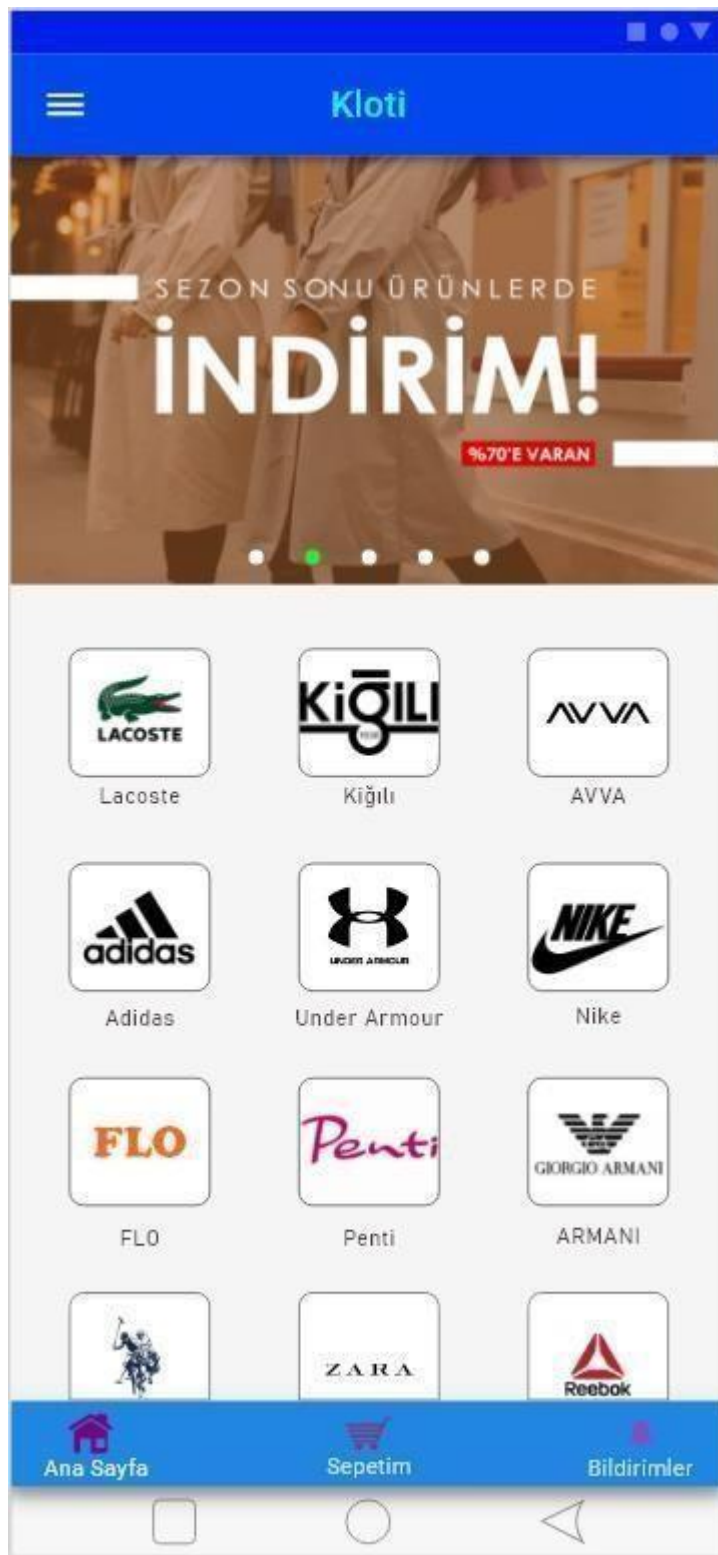 Kloti
SEZON SONU ÜRÜNLERDE
İNDİRİM!
%70'E VARAN
LACOSTE
KiĞILI
AVVA
Lacoste
Kiğılı
AVVA
adidas
UNDER ARMOUR
NIKE
Adidas
Under Armour
Nike
FLO
Penti
GIORGIO ARMANI
FLO
Penti
ARMANI
ZARA
Reebok
Ana Sayfa
Sepetim
Bildirimler